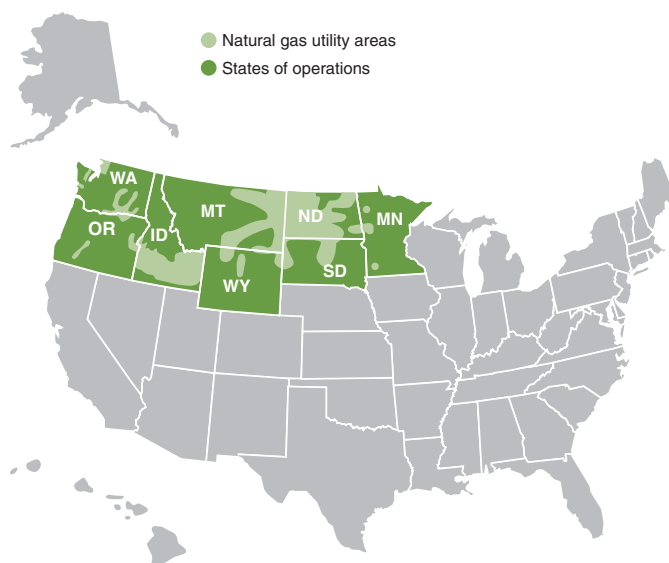 Natural gas utility areas
States of operations
WA
MT
ND
MN
OR
ID
SD
WY